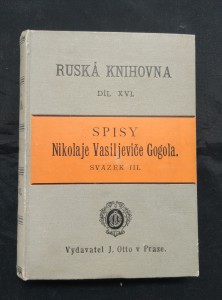 RUSKÁ KNIHOVNA
DÍL XVI.
SPISY
Nikolaje Vasiljeviče Gogola.
SVAZEK III.
Vydavatel J. Otto v Praze.